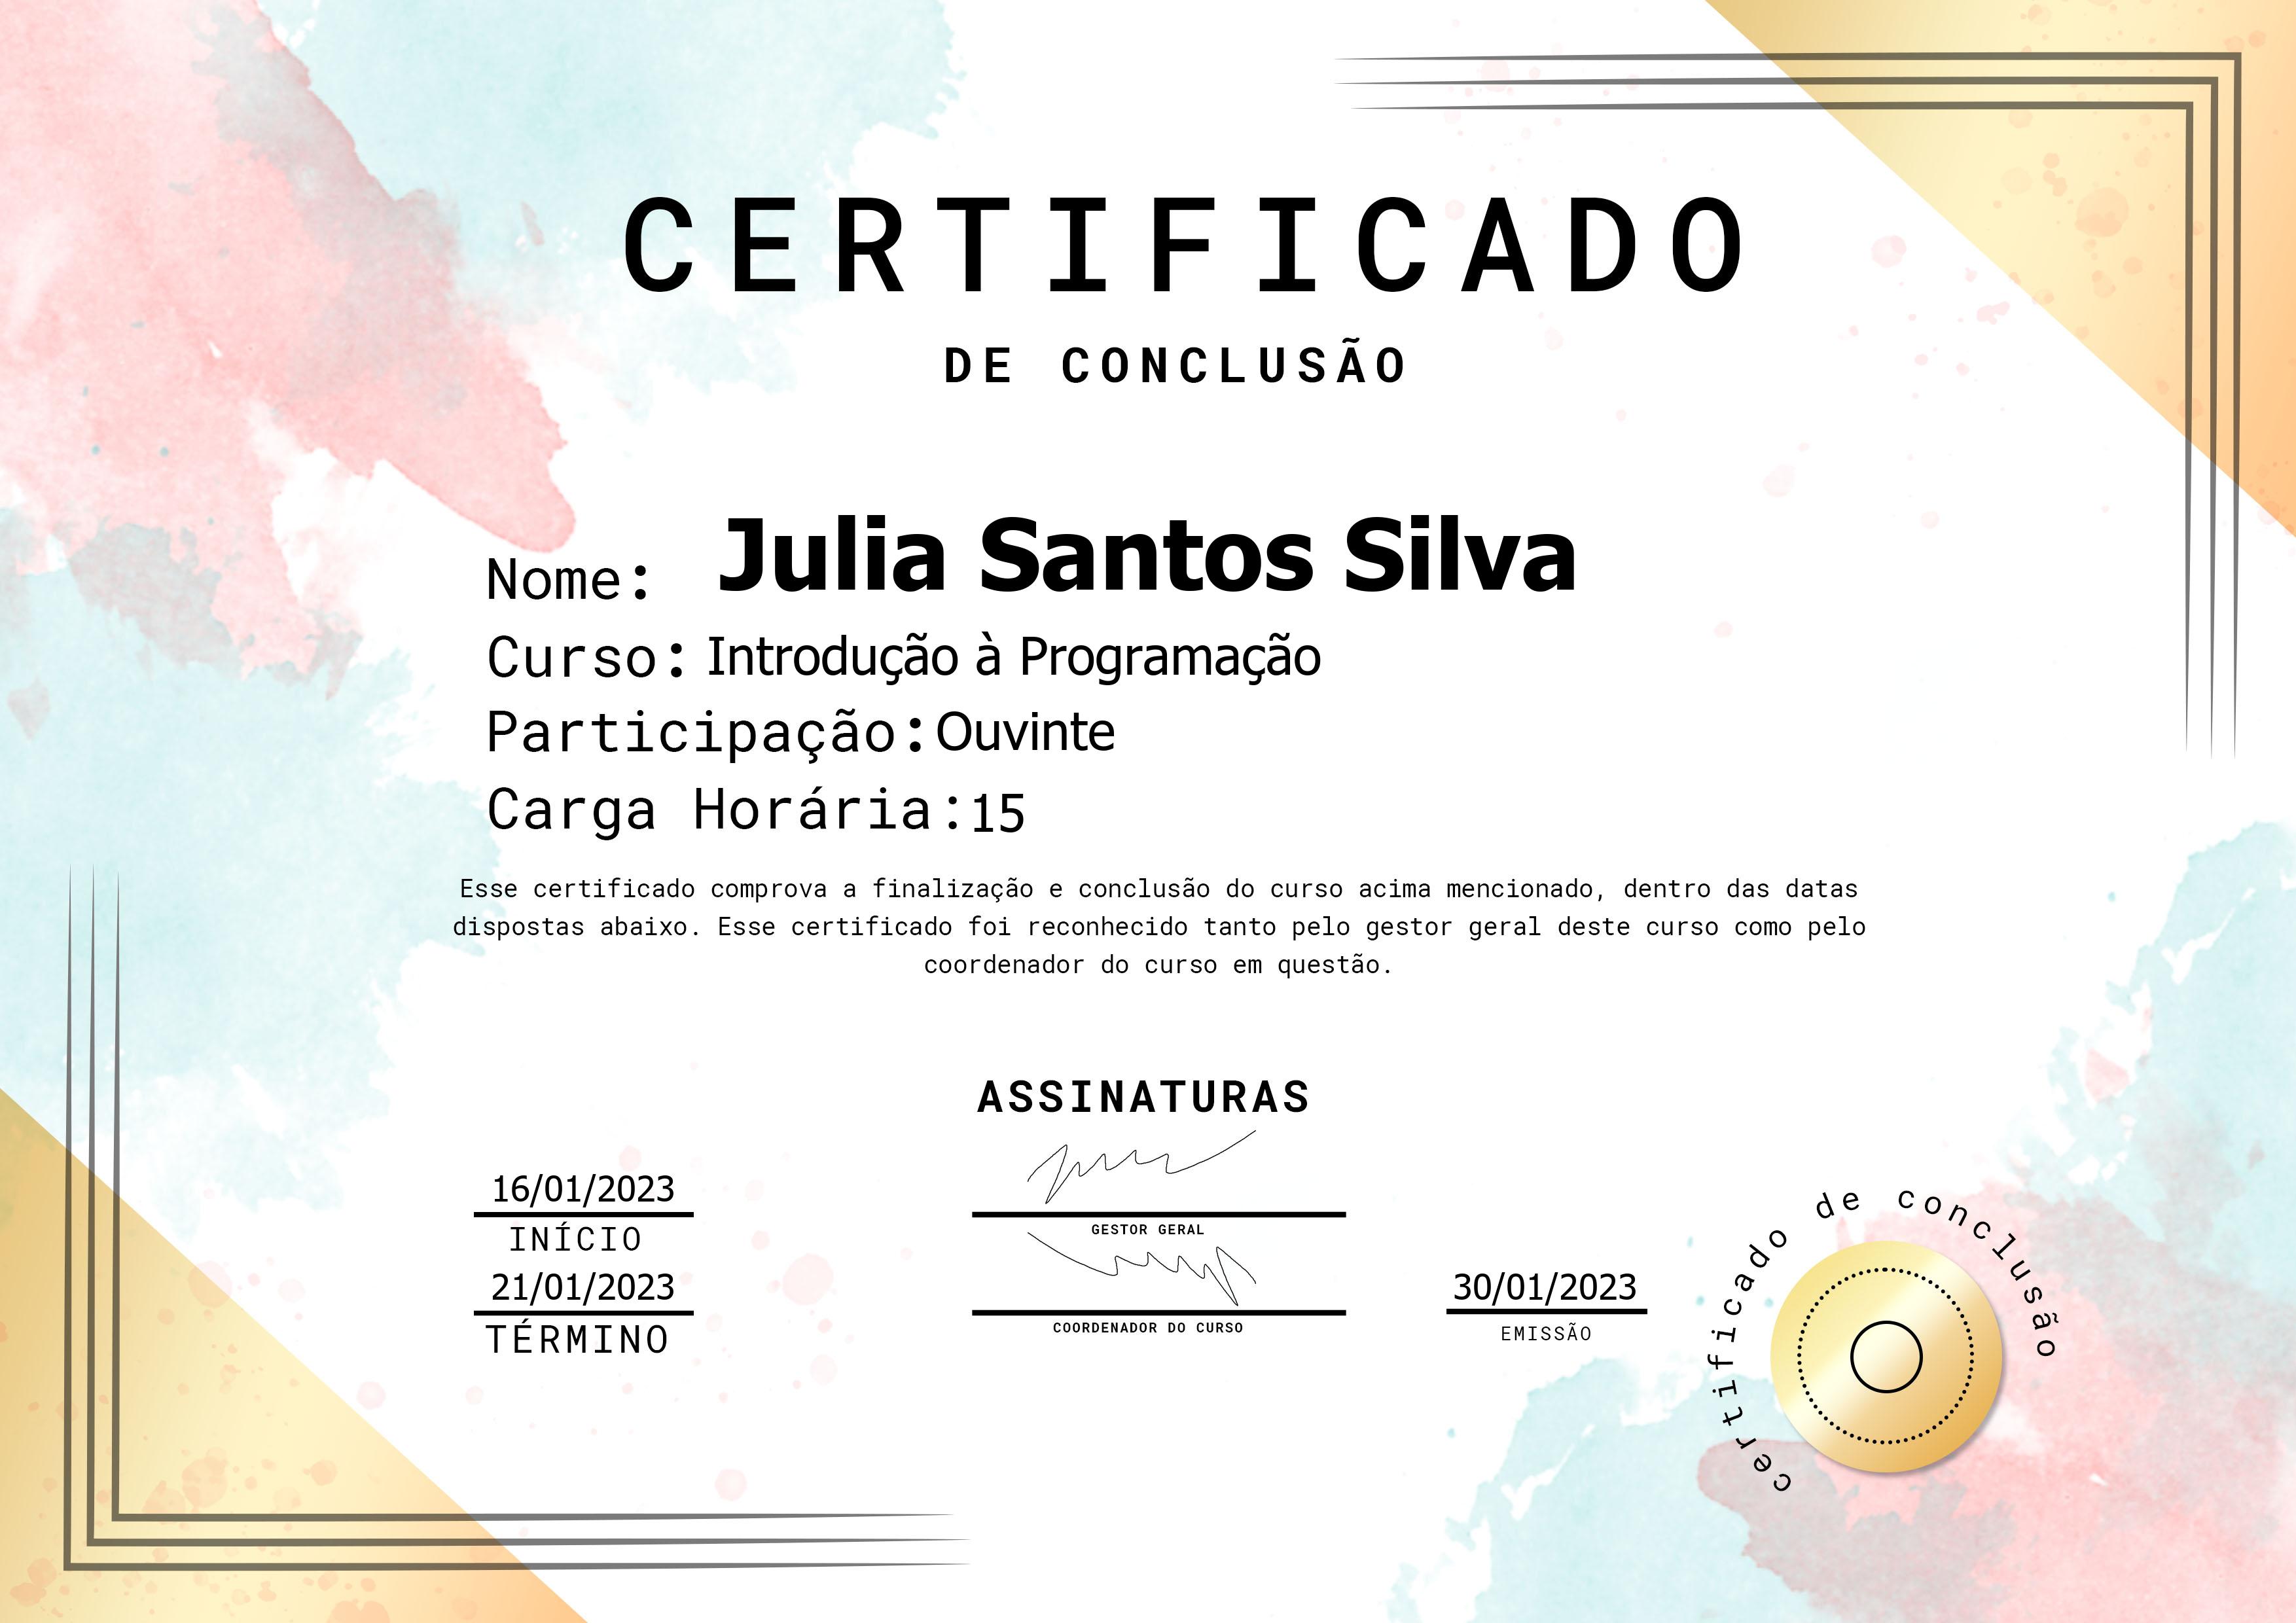 CERTIFICADO
DE CONCLUSÃO
Nome: Julia Santos Silva
Curso: Introdução à Programação
Participação: Ouvinte
Carga Horária: 15
Esse certificado comprova a finalização e conclusão do curso acima mencionado, dentro das datas
dispostas abaixo. Esse certificado foi reconhecido tanto pelo gestor geral deste curso como pelo
coordenador do curso em questão.
ASSINATURAS
16/01/2023
INÍCIO
GESTOR GERAL
21/01/2023
TÉRMINO
COORDENADOR DO CURSO
30/01/2023
EMISSÃO
certificado de conclusão